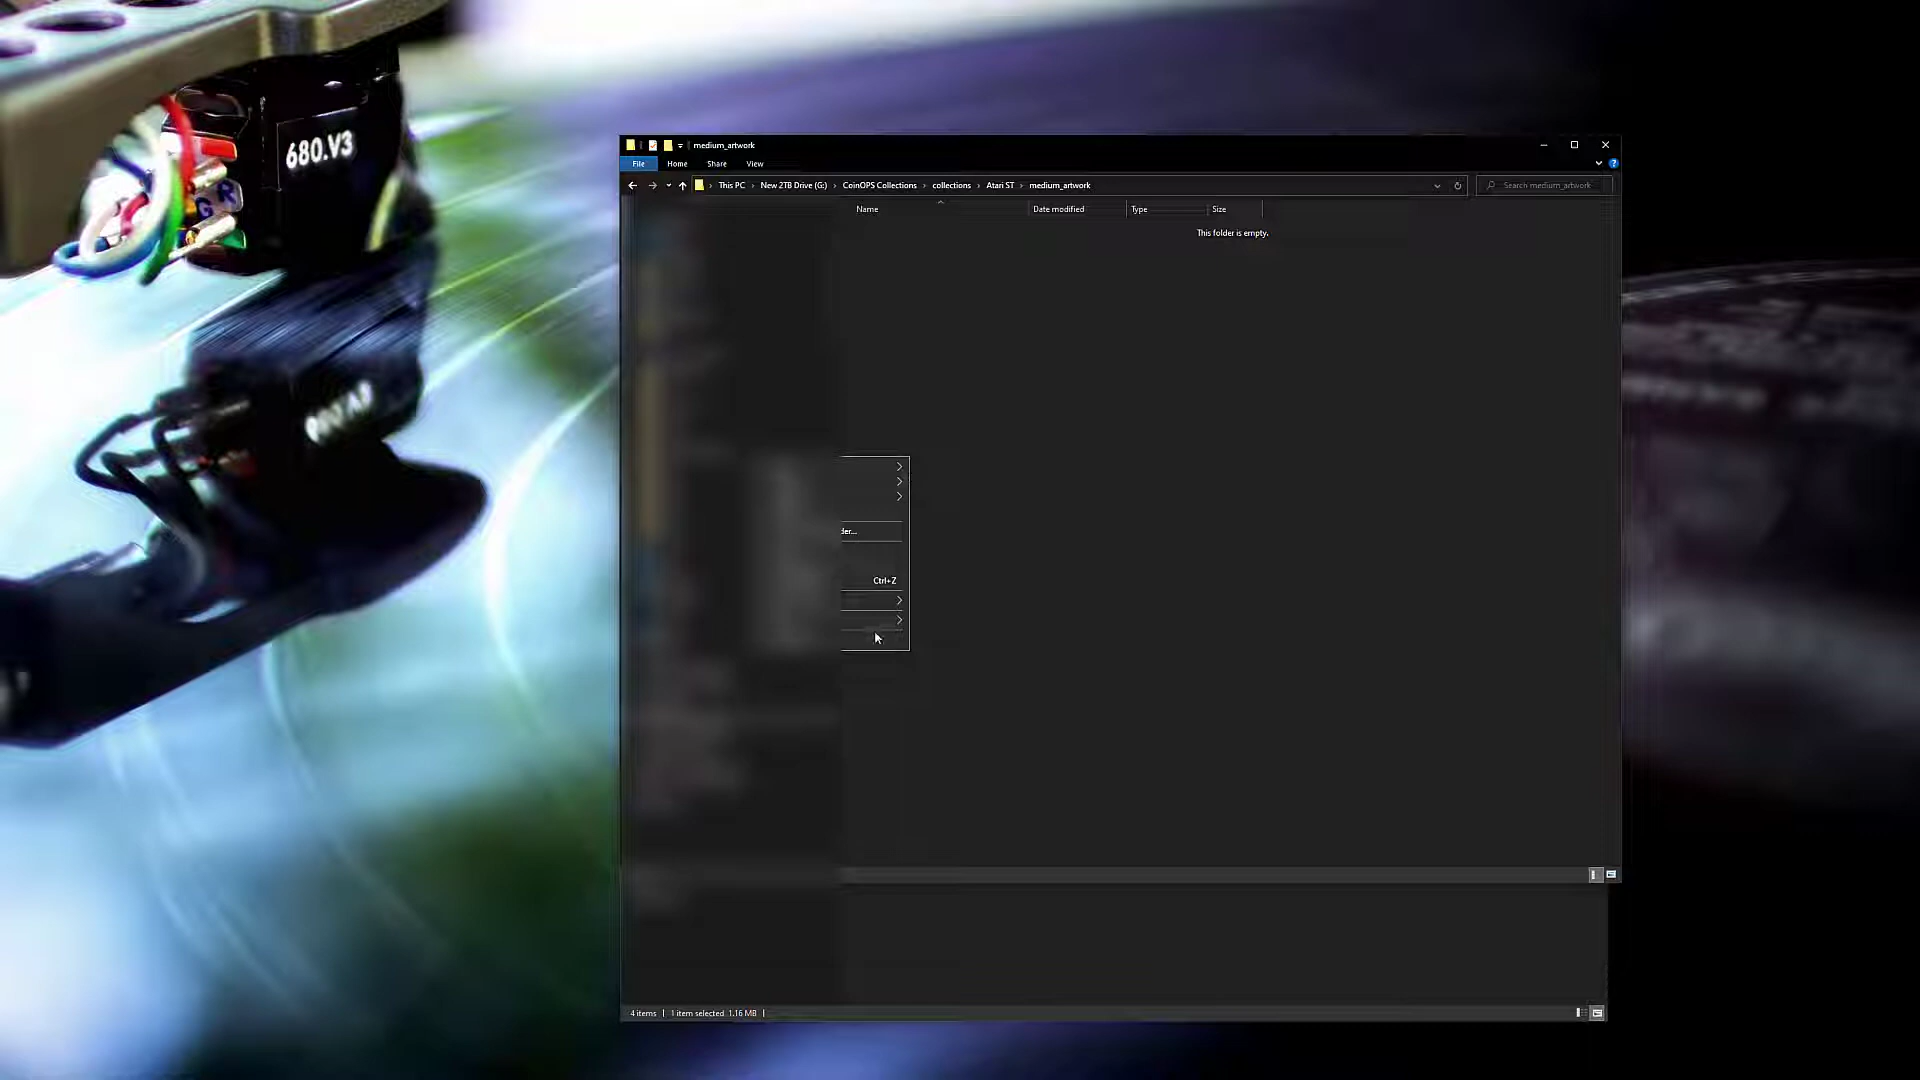 680.V3
G R
medium_artwork
File Home Share View
This PC > New 2TB Drive (G:) > CoinOPS Collections > collections > Atari ST > medium_artwork
Search medium_artwork
Name Date modified Type Size
This folder is empty.
der...
Ctrl+Z
4 items 1 item selected 1.16 MB